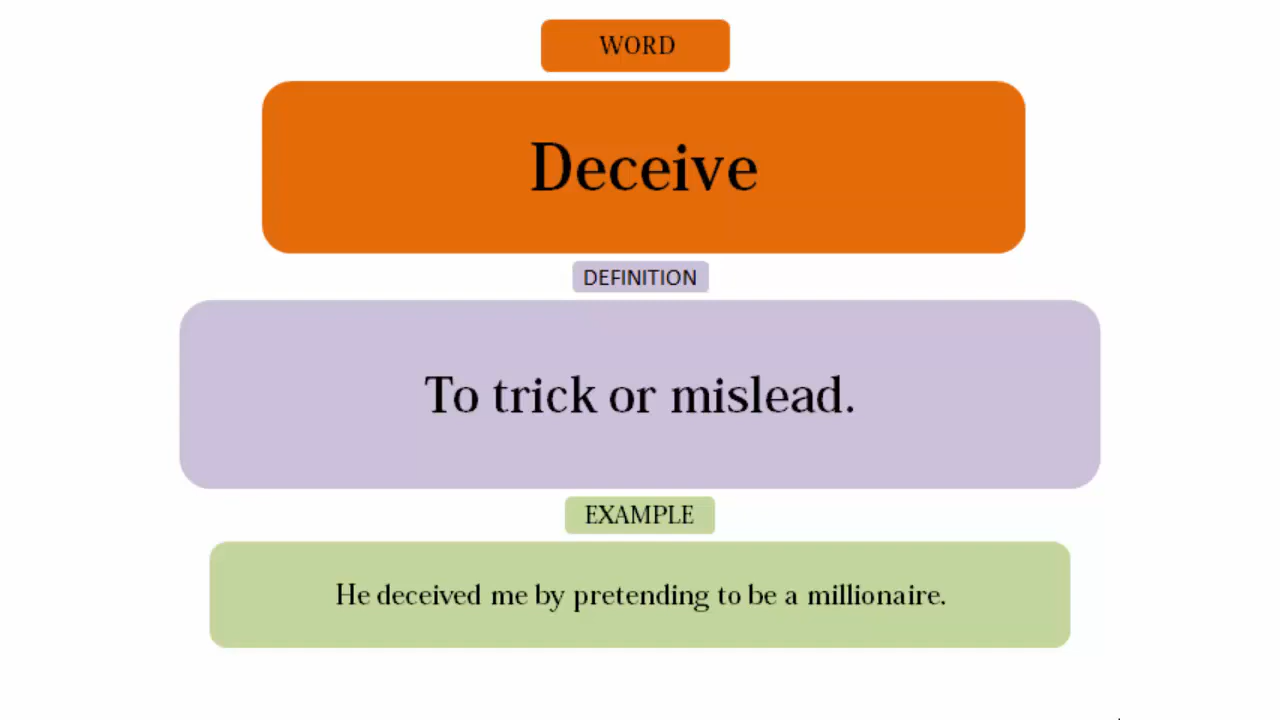 WORD
Deceive
DEFINITION
To trick or mislead.
EXAMPLE
He deceived me by pretending to be a millionaire.